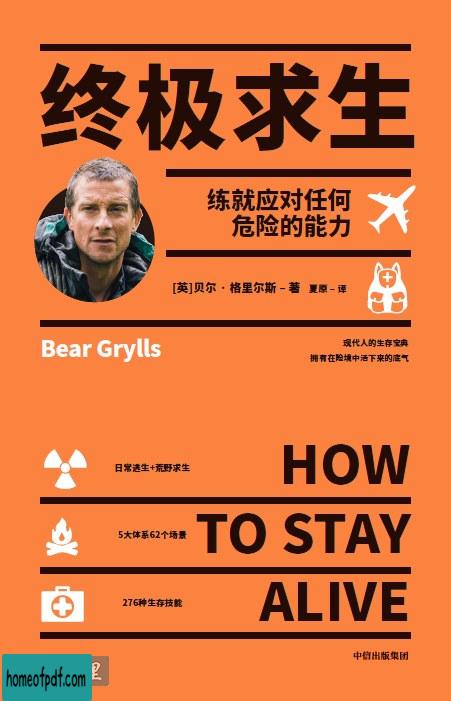 终极求生
练就应对任何
危险的能力
[英]贝尔·格里尔斯 – 著 夏原 – 译
Bear Grylls
现代人的生存宝典
拥有在险境中活下来的底气
日常逃生+荒野求生
HOW
5大体系62个场景
TO STAY
276种生存技能
ALIVE
中信出版集团
里
homeofpdf.com